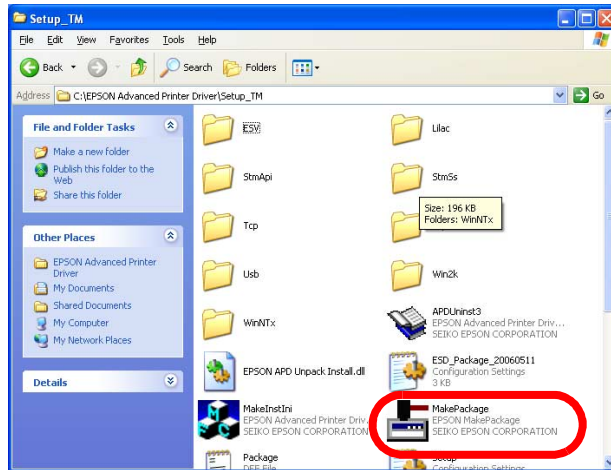 Setup_TM
File Edit View Favorites Tools Help
Back Search Folders
Address C:\EPSON Advanced Printer Driver\Setup_TM Go
File and Folder Tasks
Make a new folder
Publish this folder to the
Web
Share this folder
Other Places
EPSON Advanced Printer
Driver
My Documents
Shared Documents
My Computer
My Network Places
Details
ESV
Lilac
StmApi
StmSs
Size: 196 KB
Folders: WinNTx
Tcp
Usb
Win2k
WinNTx
APDUninst3
EPSON Advanced Printer Driv...
SEIKO EPSON CORPORATION
EPSON APD Unpack Install.dll
ESD_Package_20060511
Configuration Settings
3 KB
MakeInstIni
EPSON Advanced Printer Driv...
SEIKO EPSON CORPORATION
MakePackage
EPSON MakePackage
SEIKO EPSON CORPORATION
Package
DEF File
Setup
Configuration Settings